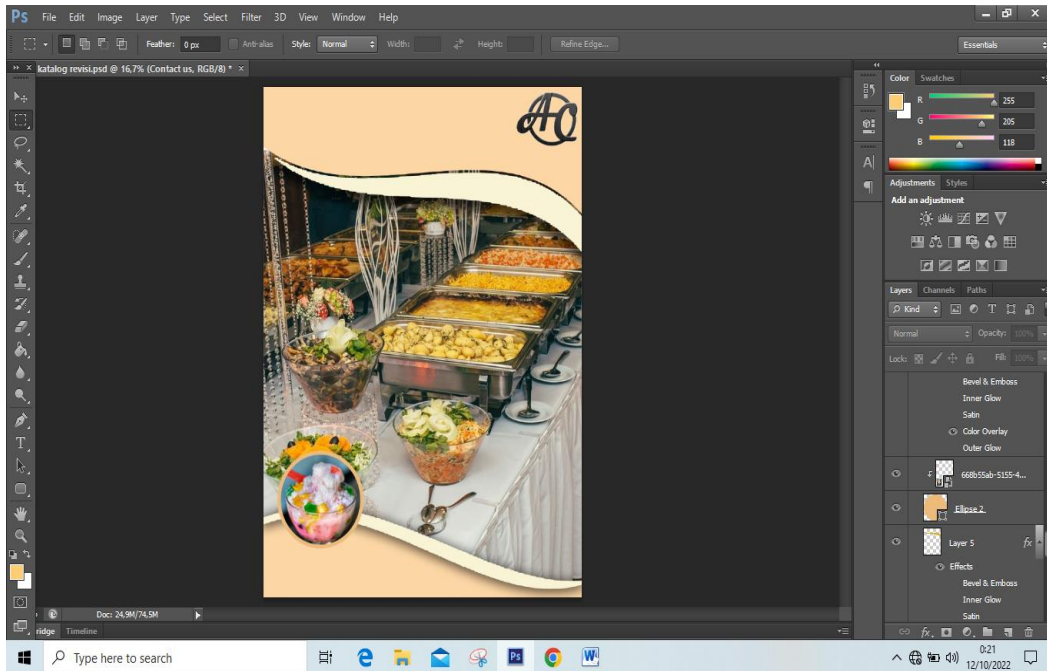 Ps File Edit Image Layer Type Select Filter 3D View Window Help
Feather: 0 px Anti-alias Style: Normal Width: Height: Refine Edge... Essentials
katalog revisi.psd @ 16,7% (Contact us, RGB/8) * ×
AQ
Color Swatches
R 255
G 205
B 118
Adjustments Styles
Add an adjustment
Layers Channels Paths
Kind
Normal Opacity: 100%
Lock: Fill: 100%
Bevel & Emboss
Inner Glow
Satin
Color Overlay
Outer Glow
668b55ab-5155-4...
Ellipse 2
Layer 5 fx
Effects
Bevel & Emboss
Inner Glow
Satin
Doc: 24,9M/74,5M
ridge Timeline
Type here to search
0:21
12/10/2022